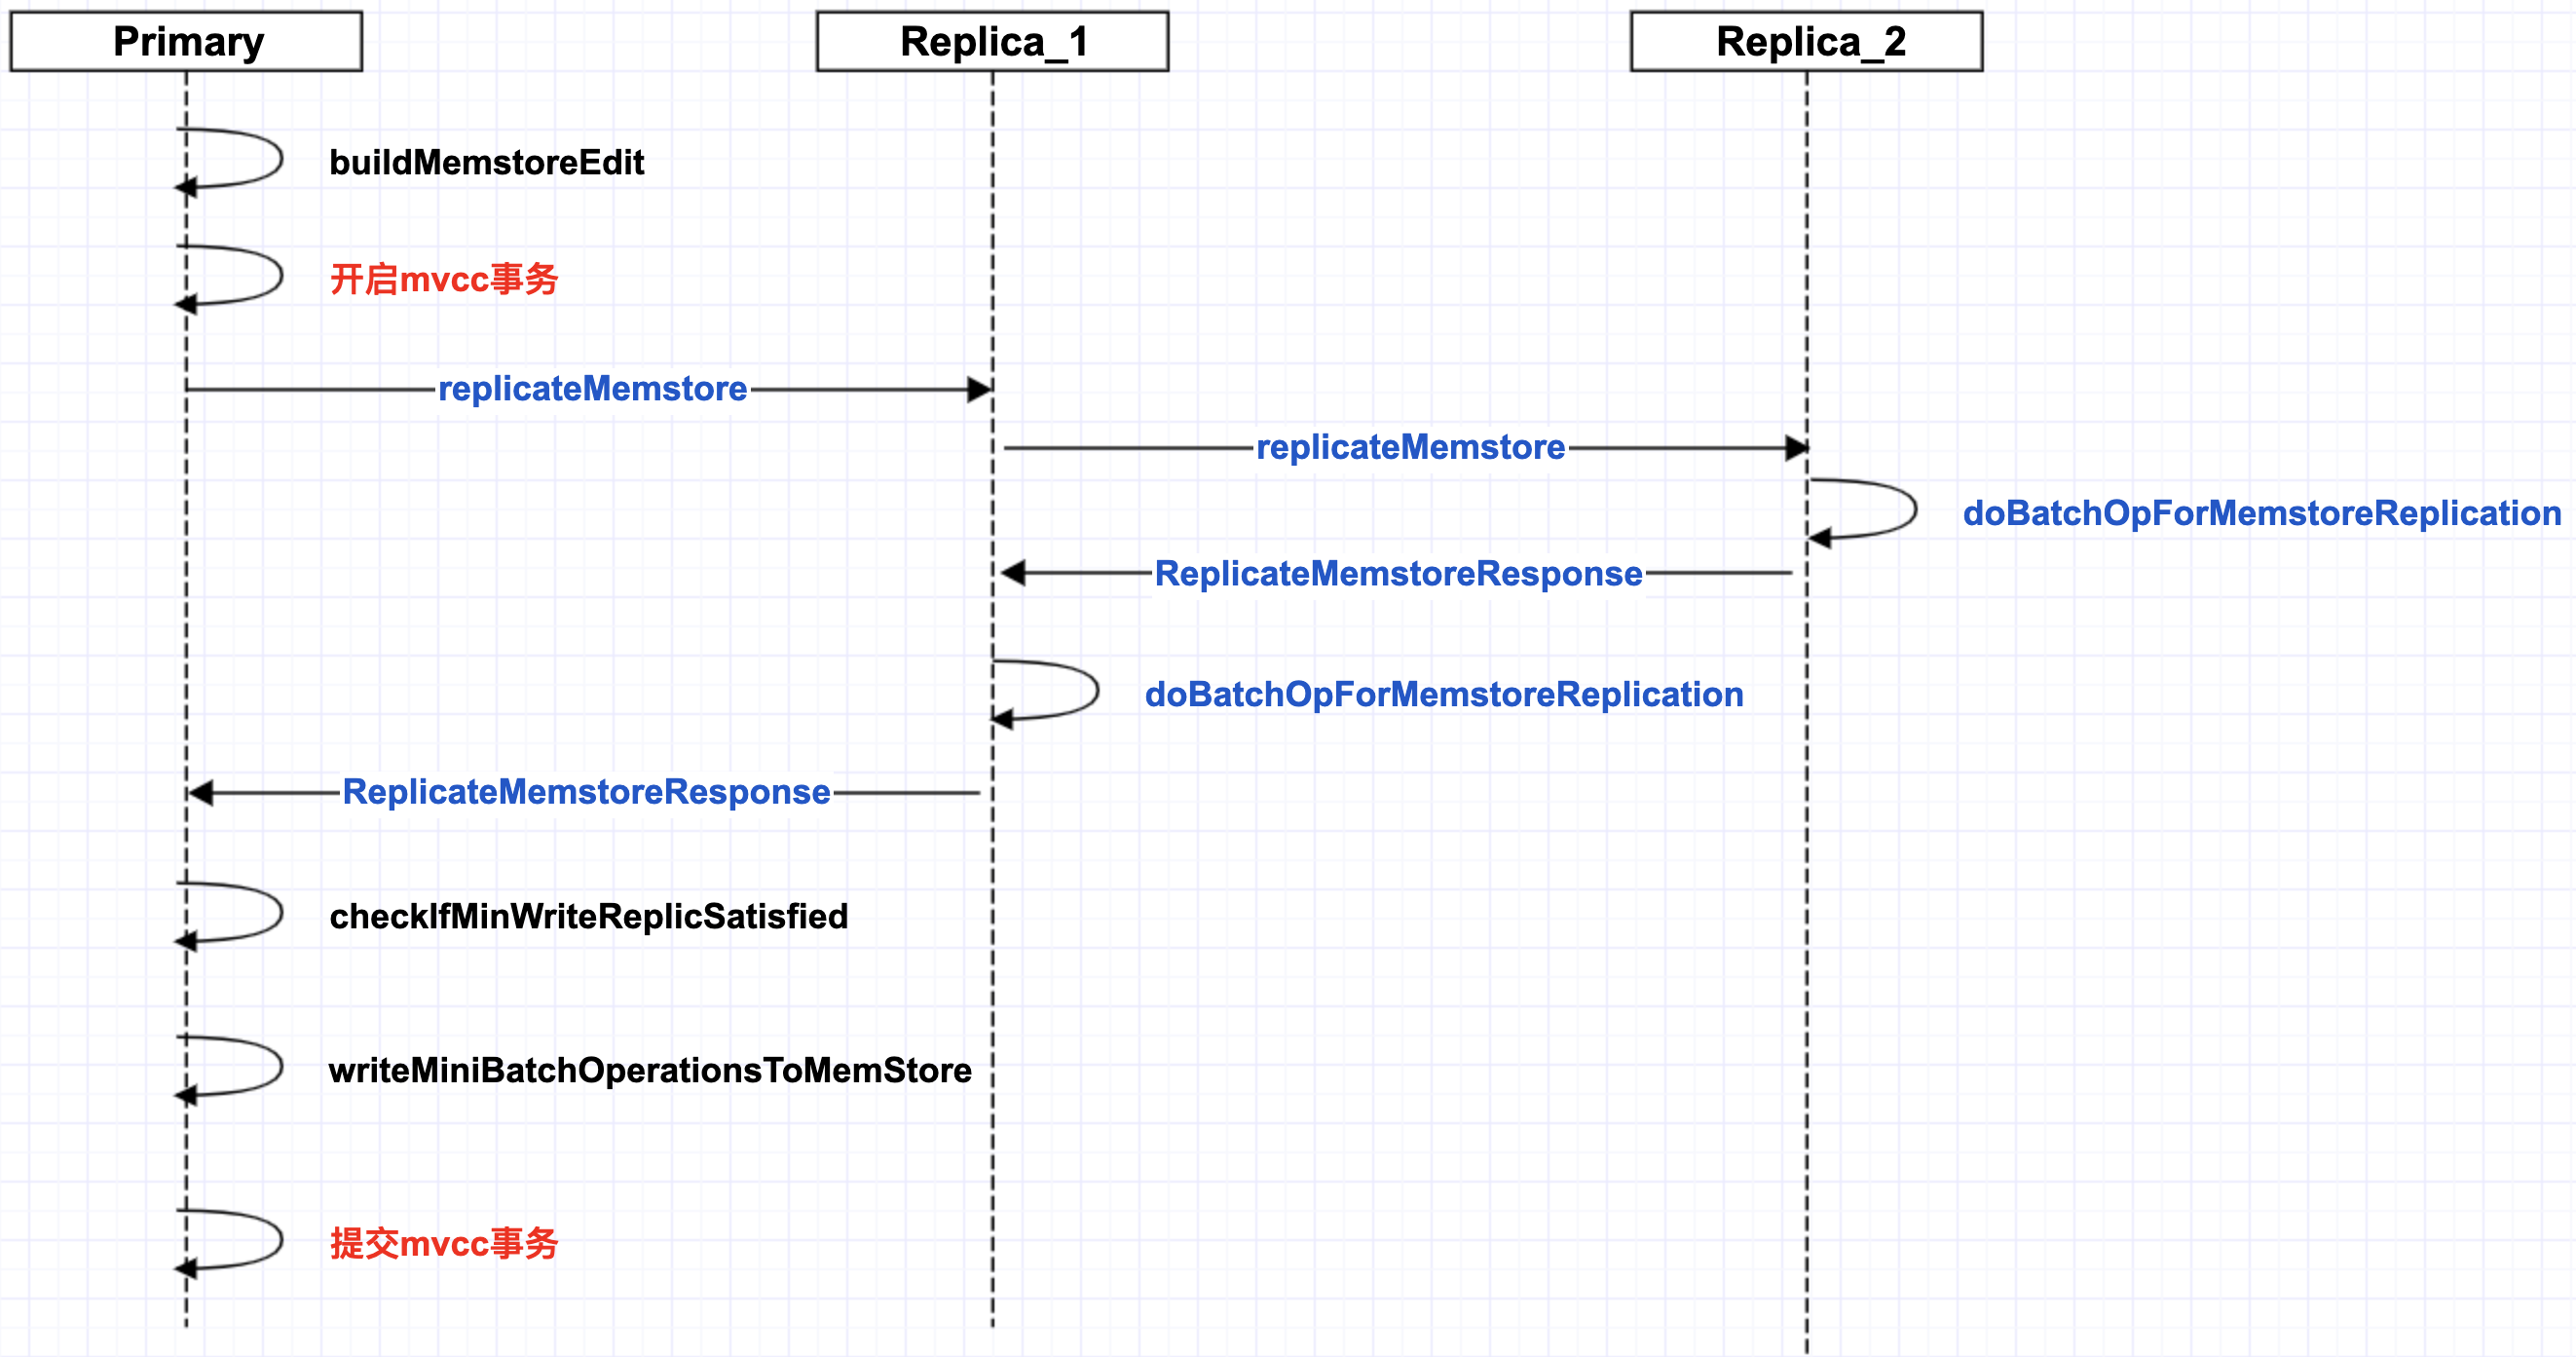 Primary
Replica_1
Replica_2
buildMemstoreEdit
开启mvcc事务
replicateMemstore
replicateMemstore
doBatchOpForMemstoreReplication
ReplicateMemstoreResponse
doBatchOpForMemstoreReplication
ReplicateMemstoreResponse
checkIfMinWriteReplicSatisfied
writeMiniBatchOperationsToMemStore
提交mvcc事务